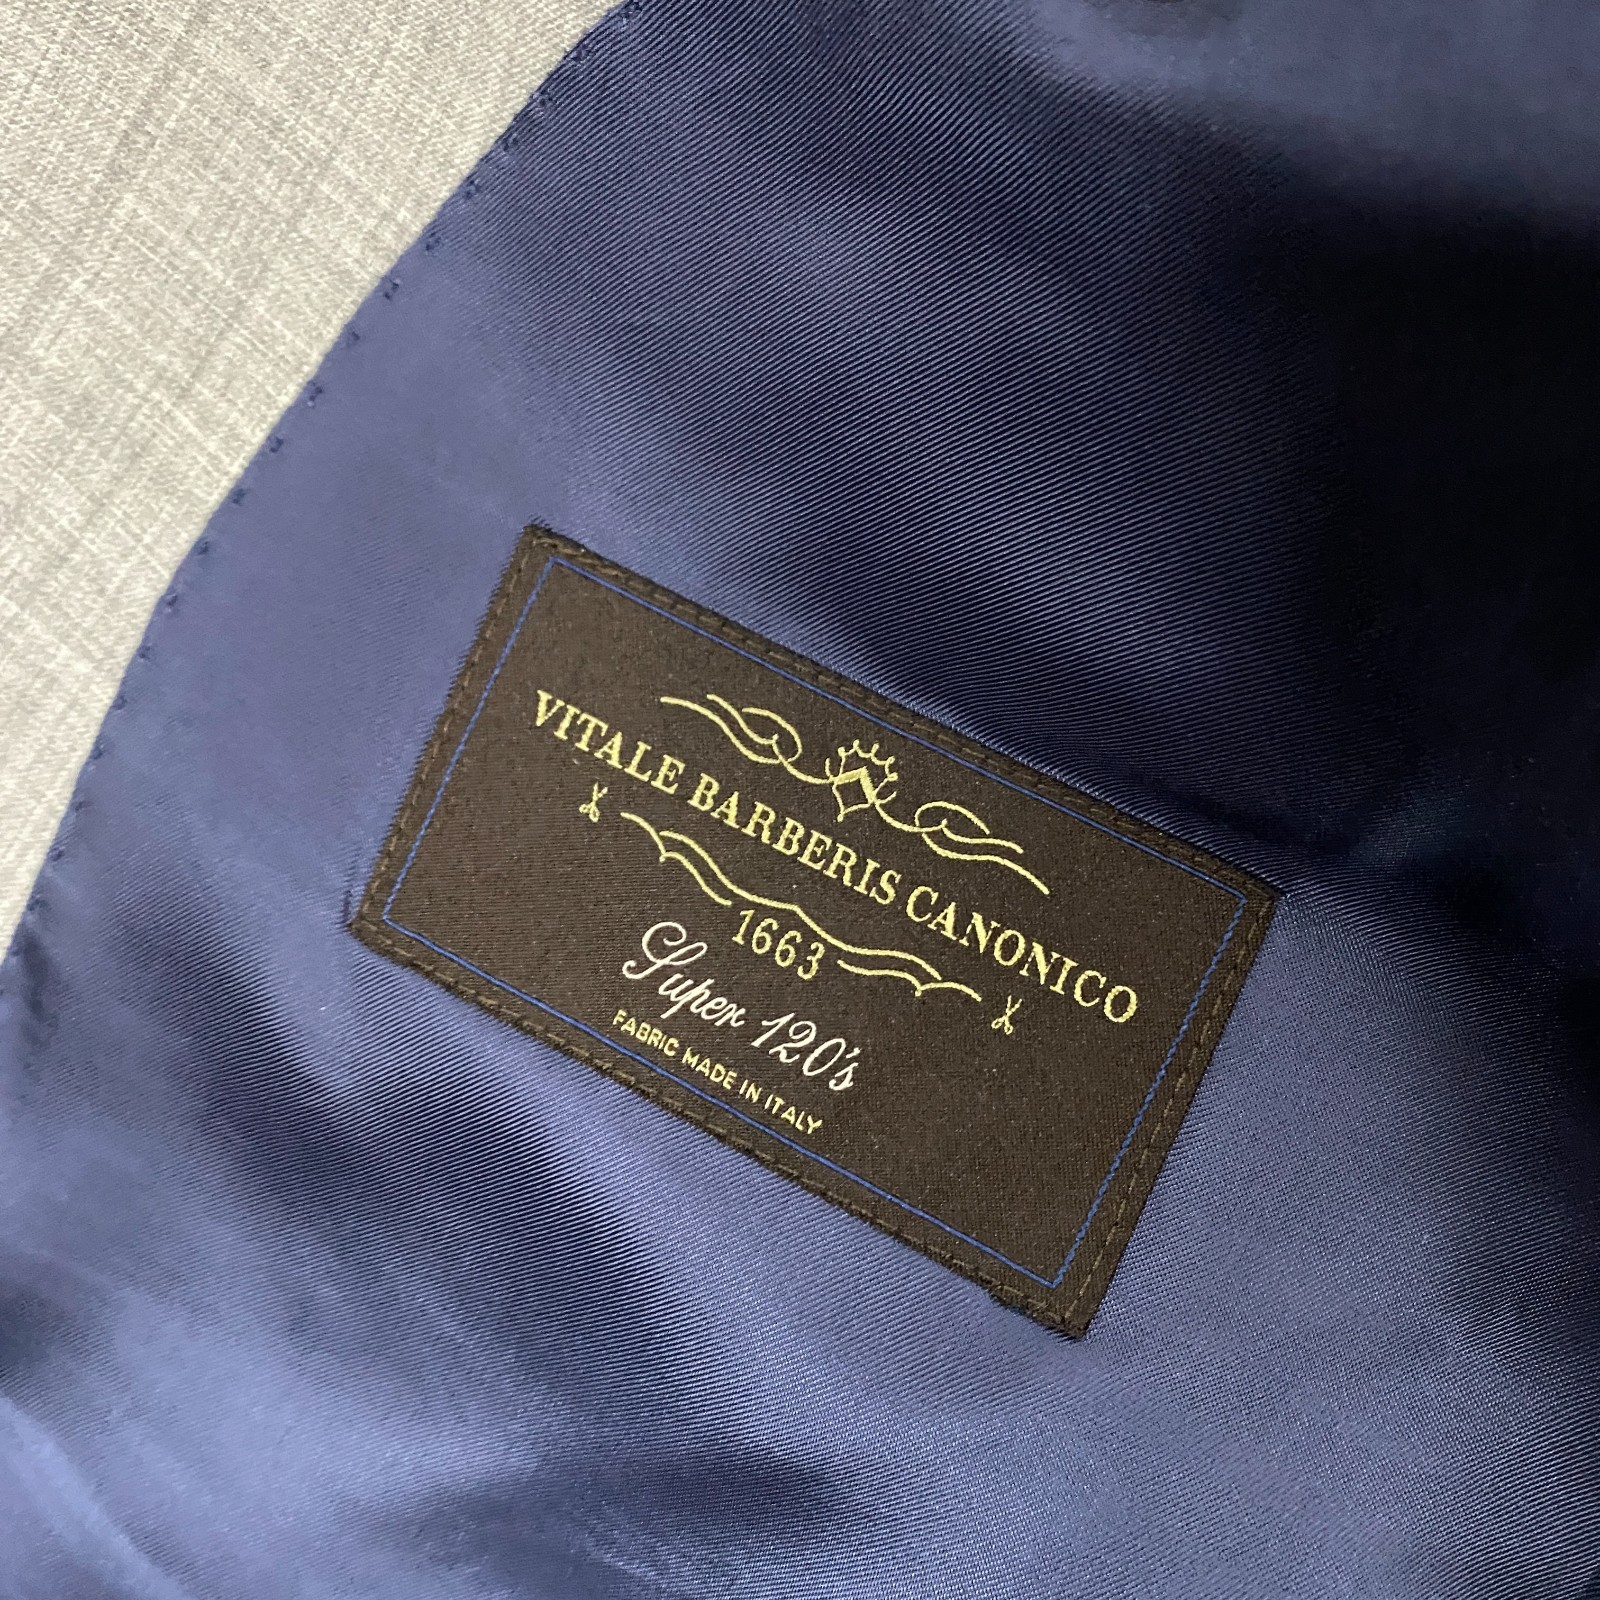 VITALE BARBERIS CANONICO
1663
Super 120's
FABRIC MADE IN ITALY